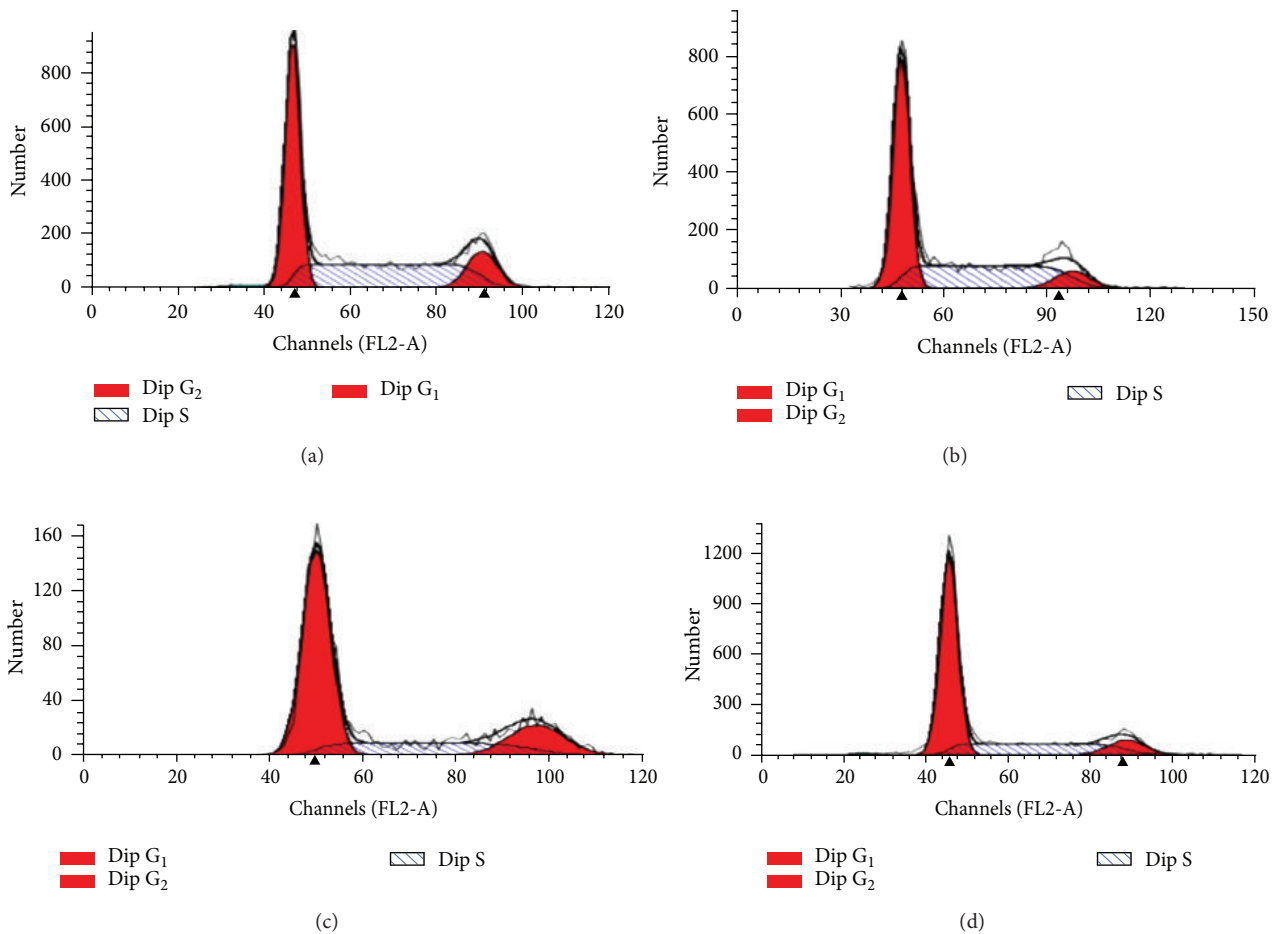 800
600
400
200
0
Number
0 20 40 60 80 100 120
Channels (FL2-A)
Dip G₂ Dip G₁
Dip S
(a)
800
600
400
200
0
Number
0 30 60 90 120 150
Channels (FL2-A)
Dip G₁ Dip S
Dip G₂
(b)
160
120
80
40
0
Number
0 20 40 60 80 100 120
Channels (FL2-A)
Dip G₁ Dip S
Dip G₂
(c)
1200
900
600
300
0
Number
0 20 40 60 80 100 120
Channels (FL2-A)
Dip G₁ Dip S
Dip G₂
(d)